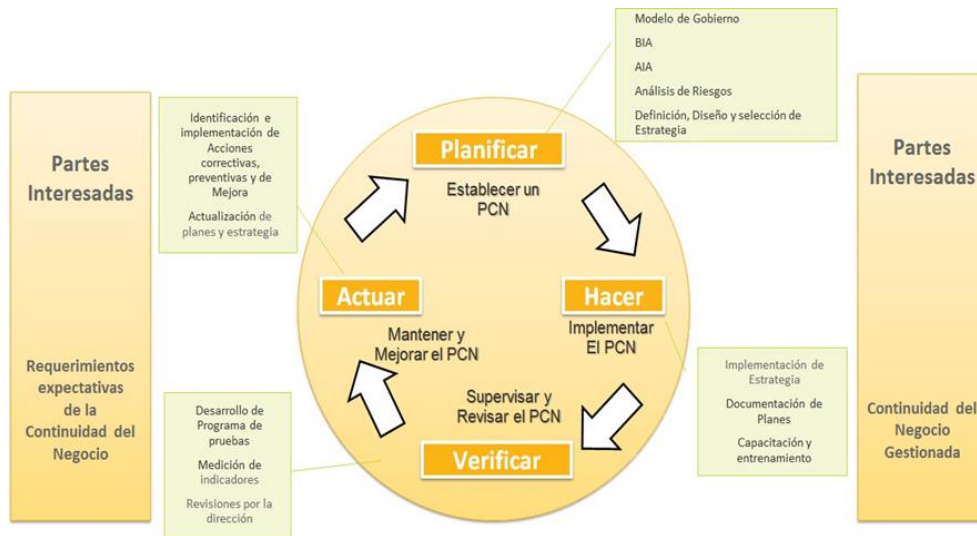 Partes
Interesadas
Requerimientos
expectativas
de la
Continuidad del
Negocio
Identificación e
implementación de
Acciones
correctivas,
preventivas y de
Mejora
Actualización de
planes y estrategia
Modelo de Gobierno
BIA
AIA
Análisis de Riesgos
Definición, Diseño y selección de
Estrategia
Planificar
Establecer un
PCN
Actuar
Mantener y
Mejorar el PCN
Hacer
Implementar
El PCN
Supervisar y
Revisar el PCN
Verificar
Desarrollo de
Programa de
pruebas
Medición de
indicadores
Revisiones por la
dirección
Implementación de
Estrategia
Documentación de
Planes
Capacitación y
entrenamiento
Partes
Interesadas
Continuidad del
Negocio
Gestionada